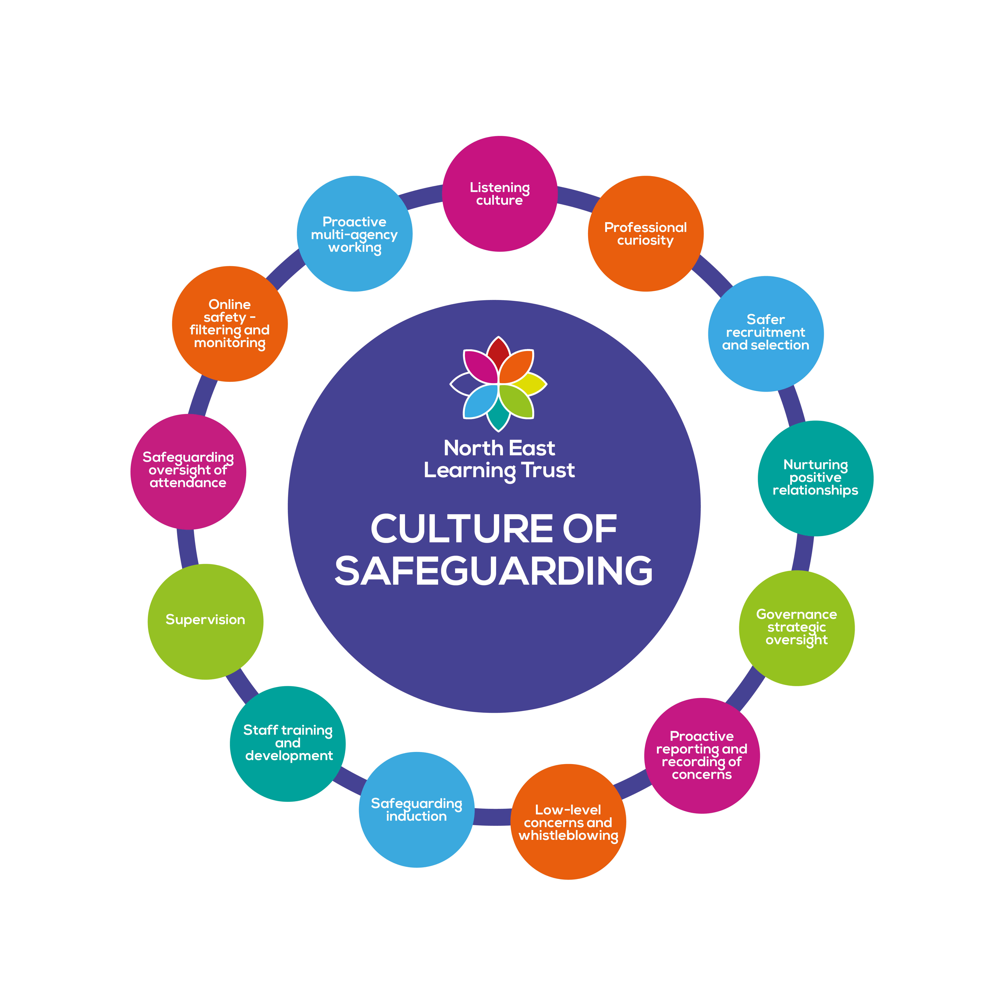 Listening
culture
Professional
curiosity
Safer
recruitment
and selection
Nurturing
positive
relationships
Governance
strategic
oversight
Proactive
reporting and
recording of
concerns
Low-level
concerns and
whistleblowing
Safeguarding
induction
Staff training
and
development
Supervision
Safeguarding
oversight of
attendance
Online
safety -
filtering and
monitoring
Proactive
multi-agency
working
North East
Learning Trust
CULTURE OF
SAFEGUARDING